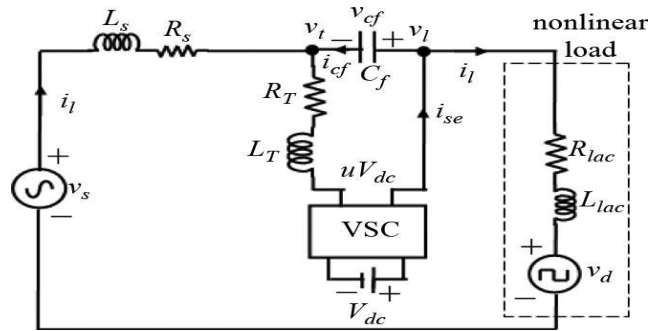 L_s
R_s
v_t
v_cf
− +
v_l
nonlinear
load
i_cf
C_f
i_l
i_l
R_T
i_se
R_lac
L_T
uV_dc
L_lac
+
v_s
−
VSC
+
v_d
−
− +
V_dc